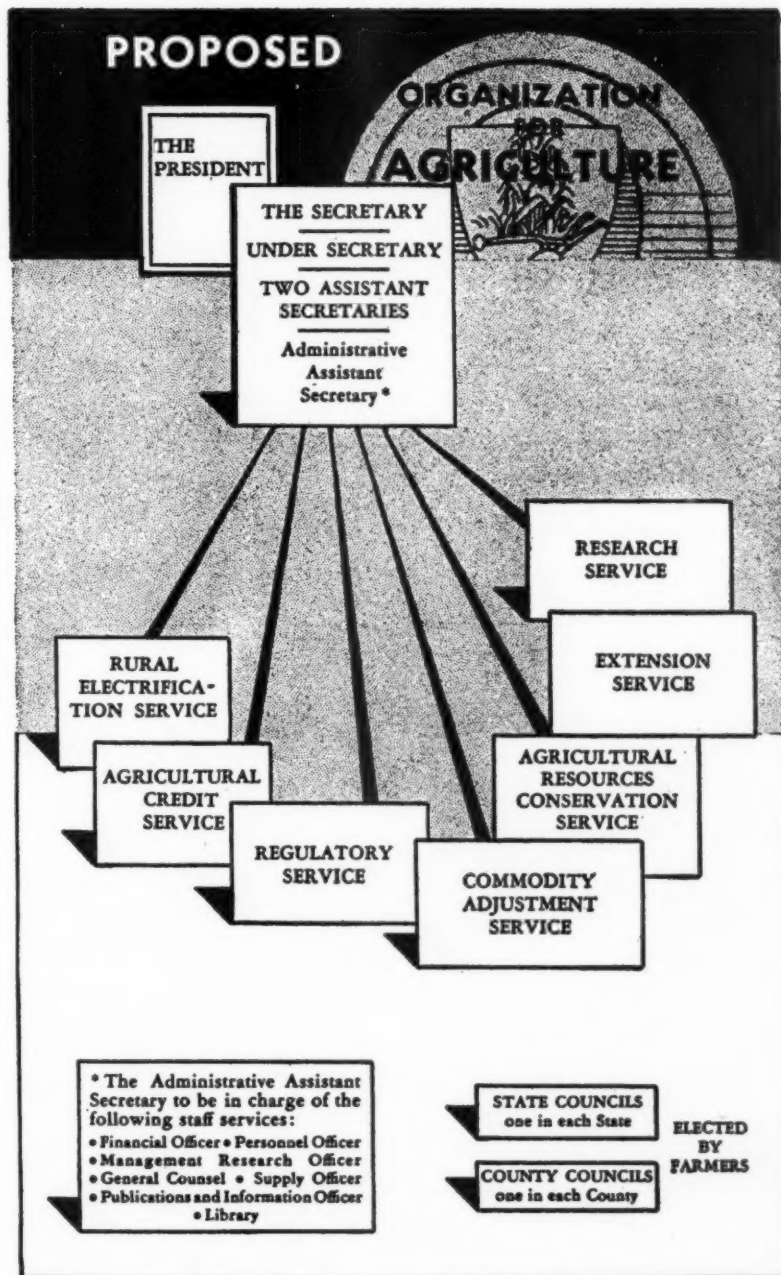 PROPOSED
ORGANIZATION
FOR
AGRICULTURE
THE
PRESIDENT
THE SECRETARY
UNDER SECRETARY
TWO ASSISTANT
SECRETARIES
Administrative
Assistant
Secretary*
RESEARCH
SERVICE
EXTENSION
SERVICE
RURAL
ELECTRIFICA-
TION SERVICE
AGRICULTURAL
CREDIT
SERVICE
REGULATORY
SERVICE
COMMODITY
ADJUSTMENT
SERVICE
AGRICULTURAL
RESOURCES
CONSERVATION
SERVICE
* The Administrative Assistant
Secretary to be in charge of the
following staff services:
• Financial Officer • Personnel Officer
• Management Research Officer
• General Counsel • Supply Officer
• Publications and Information Officer
• Library
STATE COUNCILS
one in each State
COUNTY COUNCILS
one in each County
ELECTED
BY
FARMERS